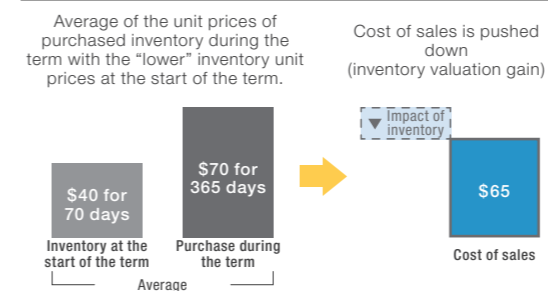 Average of the unit prices of
purchased inventory during the
term with the “lower” inventory unit
prices at the start of the term.
Cost of sales is pushed
down
(inventory valuation gain)
▼ Impact of
inventory
$40 for
70 days
$70 for
365 days
$65
Inventory at the
start of the term
Purchase during
the term
Cost of sales
Average